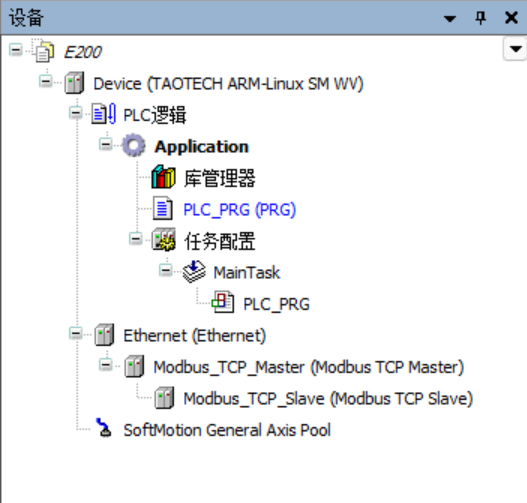 设备
E200
Device (TAOTECH ARM-Linux SM WV)
PLC逻辑
Application
库管理器
PLC_PRG (PRG)
任务配置
MainTask
PLC_PRG
Ethernet (Ethernet)
Modbus_TCP_Master (Modbus TCP Master)
Modbus_TCP_Slave (Modbus TCP Slave)
SoftMotion General Axis Pool